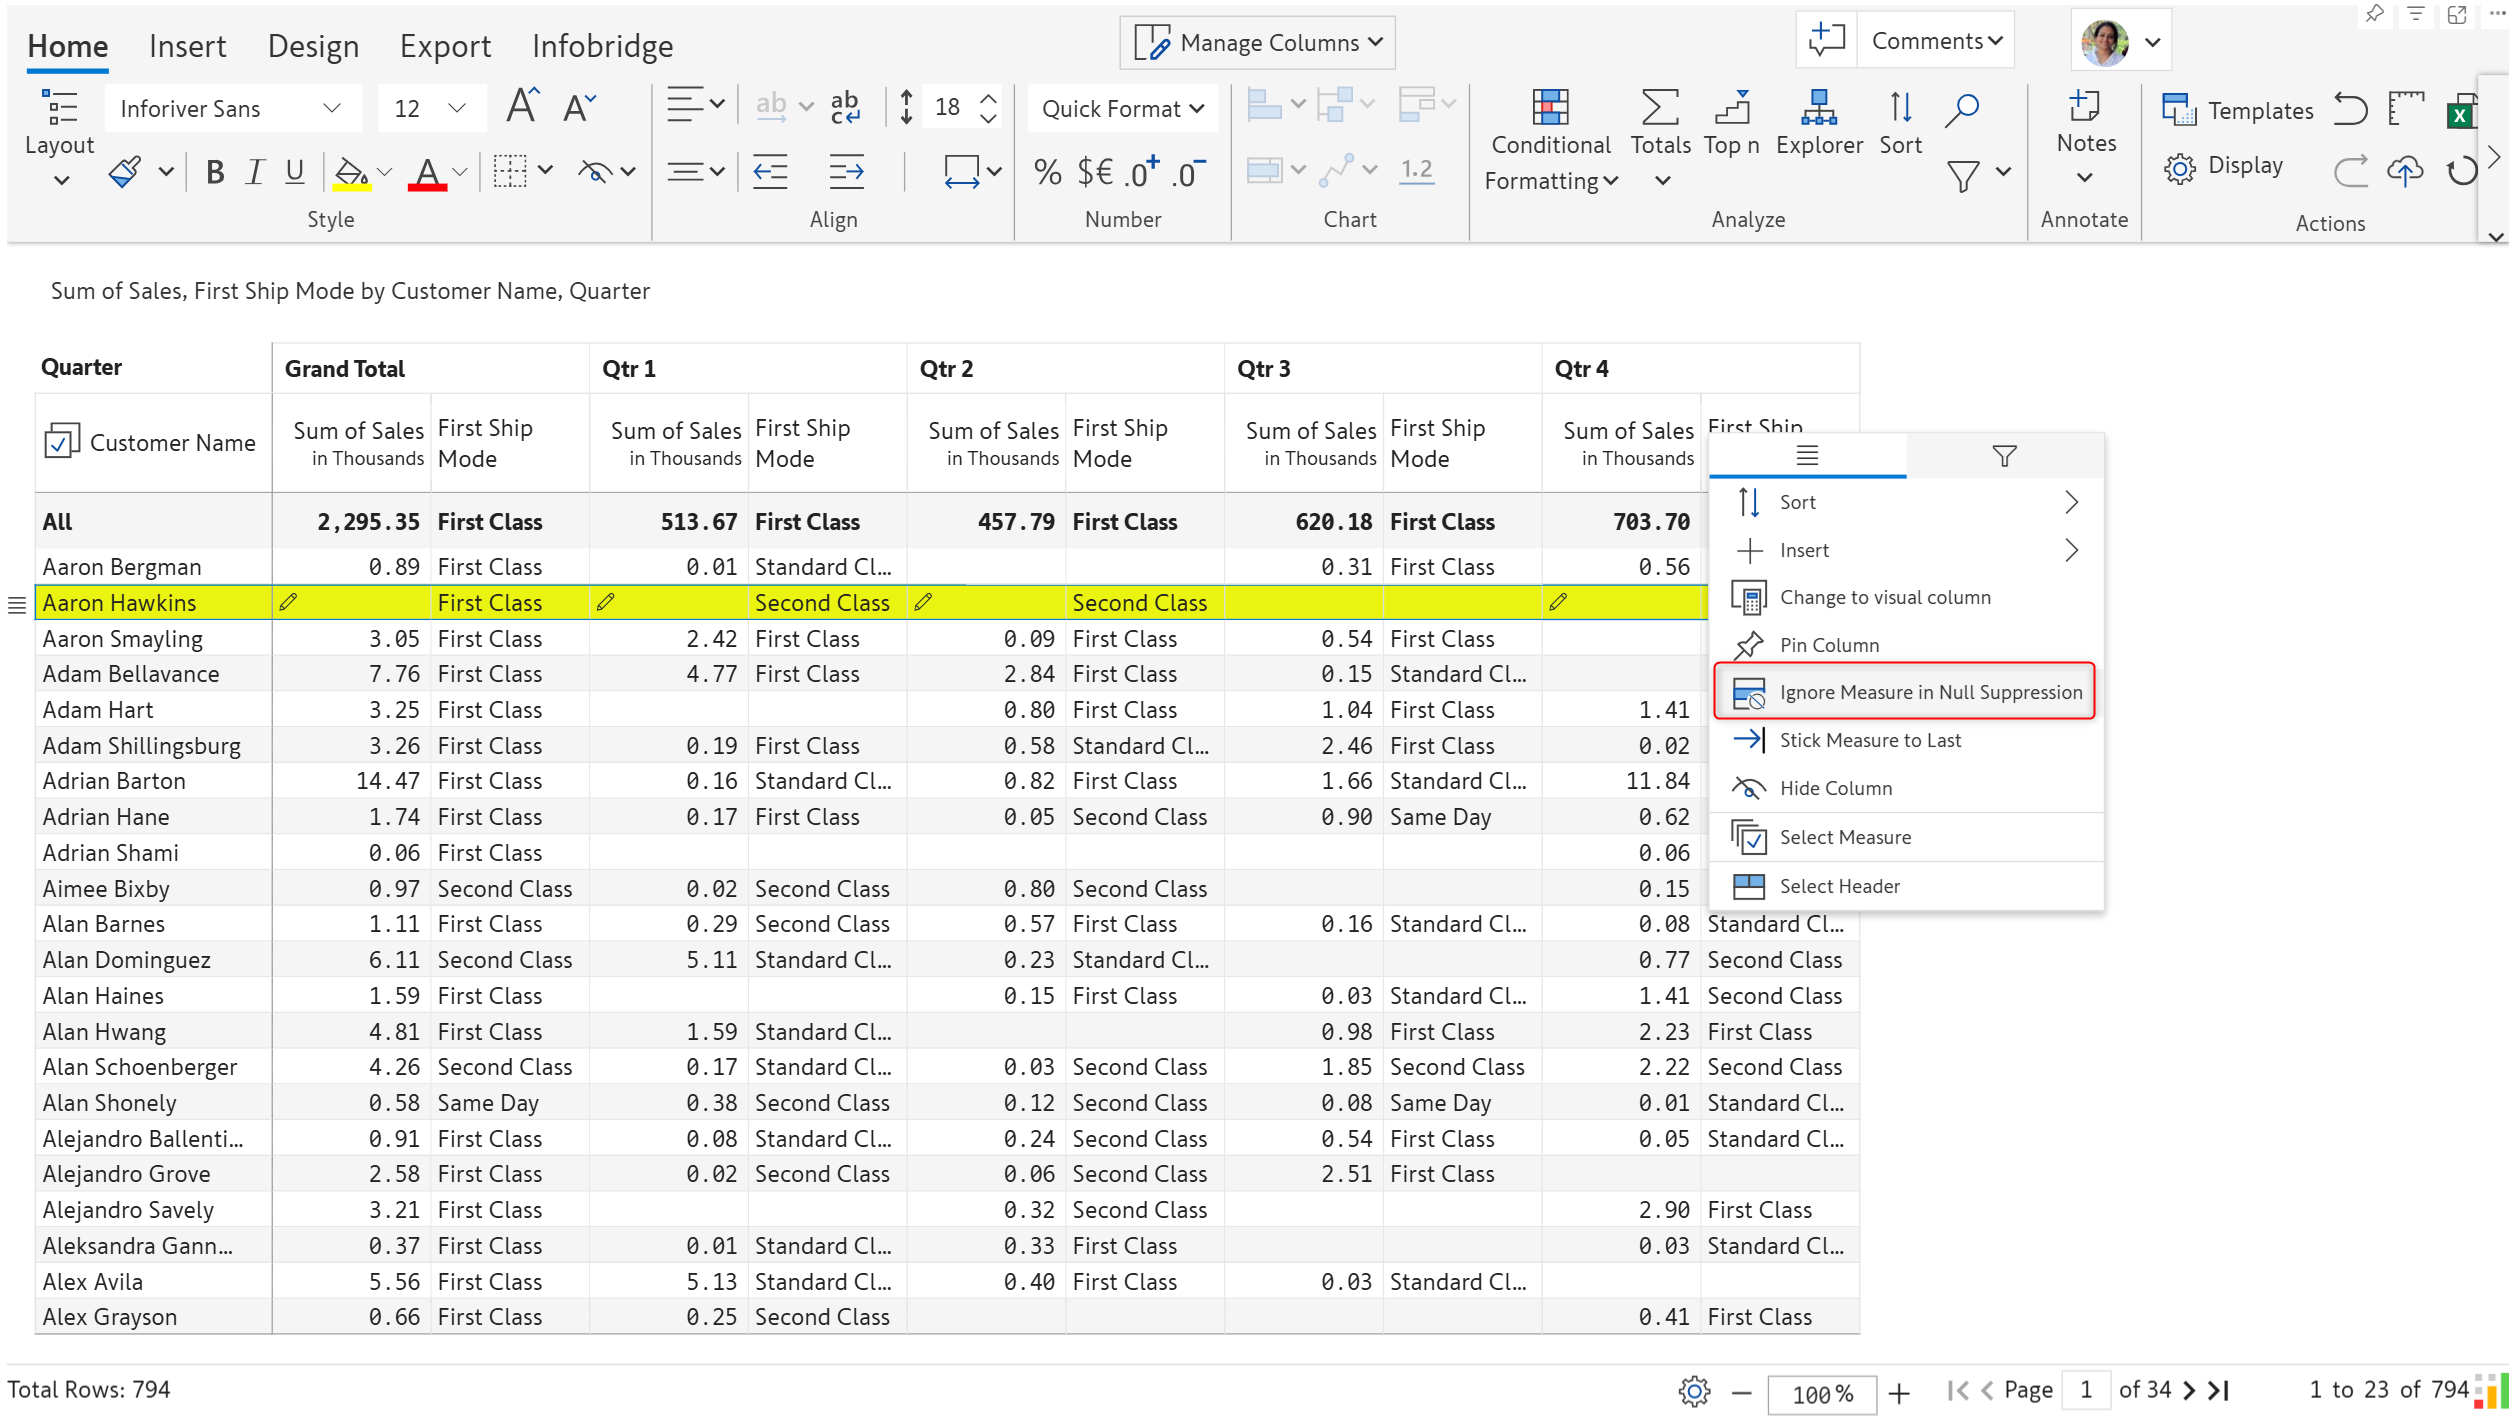 Home Insert Design Export Infobridge Manage Columns Comments
Inforiver Sans 12 ab ab 18 Quick Format Templates
c
Layout Conditional Totals Top n Explorer Sort Notes
B I U A % $€ .0+ .0- 1.2 Formatting Display
Style Align Number Chart Analyze Annotate Actions
Sum of Sales, First Ship Mode by Customer Name, Quarter
Quarter Grand Total Qtr 1 Qtr 2 Qtr 3 Qtr 4
Customer Name Sum of Sales in Thousands First Ship Mode Sum of Sales in Thousands First Ship Mode Sum of Sales in Thousands First Ship Mode Sum of Sales in Thousands First Ship Mode Sum of Sales in Thousands First Ship
All 2,295.35 First Class 513.67 First Class 457.79 First Class 620.18 First Class 703.70
Aaron Bergman 0.89 First Class 0.01 Standard Cl... 0.31 First Class 0.56
Aaron Hawkins First Class Second Class Second Class
Aaron Smayling 3.05 First Class 2.42 First Class 0.09 First Class 0.54 First Class
Adam Bellavance 7.76 First Class 4.77 First Class 2.84 First Class 0.15 Standard Cl...
Adam Hart 3.25 First Class 0.80 First Class 1.04 First Class 1.41
Adam Shillingsburg 3.26 First Class 0.19 First Class 0.58 Standard Cl... 2.46 First Class 0.02
Adrian Barton 14.47 First Class 0.16 Standard Cl... 0.82 First Class 1.66 Standard Cl... 11.84
Adrian Hane 1.74 First Class 0.17 First Class 0.05 Second Class 0.90 Same Day 0.62
Adrian Shami 0.06 First Class 0.06
Aimee Bixby 0.97 Second Class 0.02 Second Class 0.80 Second Class 0.15
Alan Barnes 1.11 First Class 0.29 Second Class 0.57 First Class 0.16 Standard Cl... 0.08 Standard Cl...
Alan Dominguez 6.11 Second Class 5.11 Standard Cl... 0.23 Standard Cl... 0.77 Second Class
Alan Haines 1.59 First Class 0.15 First Class 0.03 Standard Cl... 1.41 Second Class
Alan Hwang 4.81 First Class 1.59 Standard Cl... 0.98 First Class 2.23 First Class
Alan Schoenberger 4.26 Second Class 0.17 Standard Cl... 0.03 Second Class 1.85 Second Class 2.22 Second Class
Alan Shonely 0.58 Same Day 0.38 Second Class 0.12 Second Class 0.08 Same Day 0.01 Standard Cl...
Alejandro Ballenti... 0.91 First Class 0.08 Standard Cl... 0.24 Second Class 0.54 First Class 0.05 Standard Cl...
Alejandro Grove 2.58 First Class 0.02 Second Class 0.06 Second Class 2.51 First Class
Alejandro Savely 3.21 First Class 0.32 Second Class 2.90 First Class
Aleksandra Gann... 0.37 First Class 0.01 Standard Cl... 0.33 First Class 0.03 Standard Cl...
Alex Avila 5.56 First Class 5.13 Standard Cl... 0.40 First Class 0.03 Standard Cl...
Alex Grayson 0.66 First Class 0.25 Second Class 0.41 First Class
Sort
Insert
Change to visual column
Pin Column
Ignore Measure in Null Suppression
Stick Measure to Last
Hide Column
Select Measure
Select Header
Total Rows: 794 100% Page 1 of 34 1 to 23 of 794